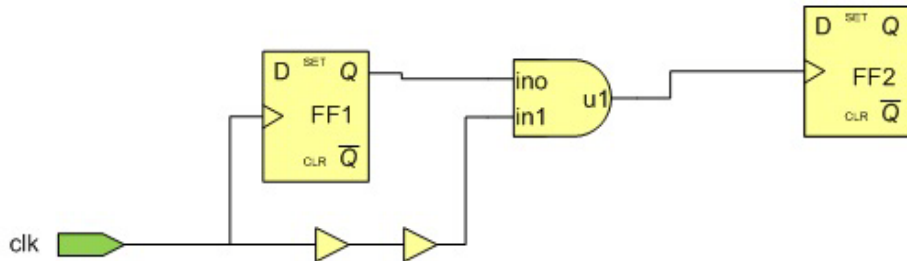 D SET Q
FF1
CLR Q
ino
in1
u1
D SET Q
FF2
CLR Q
clk